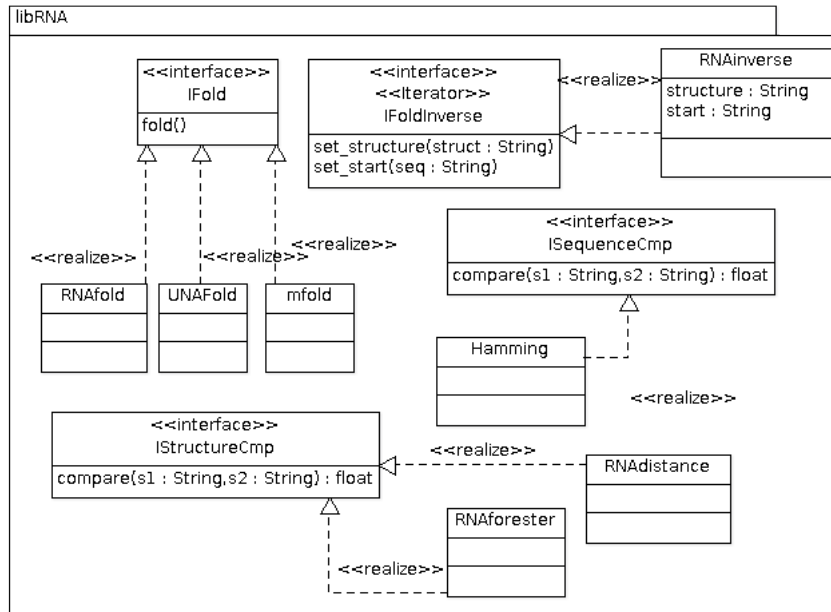 libRNA
<<interface>>
IFold
fold()
<<interface>>
<<Iterator>>
IFoldInverse
set_structure(struct : String)
set_start(seq : String)
<<realize>>
RNAinverse
structure : String
start : String
<<realize>>
<<realize>>
<<realize>>
RNAfold
UNAFold
mfold
<<interface>>
ISequenceCmp
compare(s1 : String,s2 : String) : float
Hamming
<<realize>>
<<interface>>
IStructureCmp
compare(s1 : String,s2 : String) : float
<<realize>>
RNAdistance
RNAforester
<<realize>>